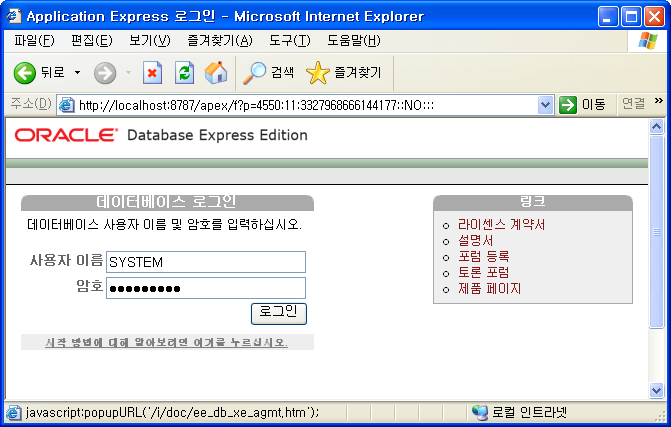 Application Express 로그인 - Microsoft Internet Explorer
파일(F) 편집(E) 보기(V) 즐겨찾기(A) 도구(T) 도움말(H)
뒤로 검색 즐겨찾기
주소(D) http://localhost:8787/apex/f?p=4550:11:3327968666144177::NO::: 이동 연결 »
ORACLE Database Express Edition
데이터베이스 로그인
데이터베이스 사용자 이름 및 암호를 입력하십시오.
사용자 이름 SYSTEM
암호 ●●●●●●●●●
로그인
시작 방법에 대해 알아보려면 여기를 누르십시오.
링크
라이센스 계약서
설명서
포럼 등록
토론 포럼
제품 페이지
javascript:popupURL('/i/doc/ee_db_xe_agmt.htm'); 로컬 인트라넷